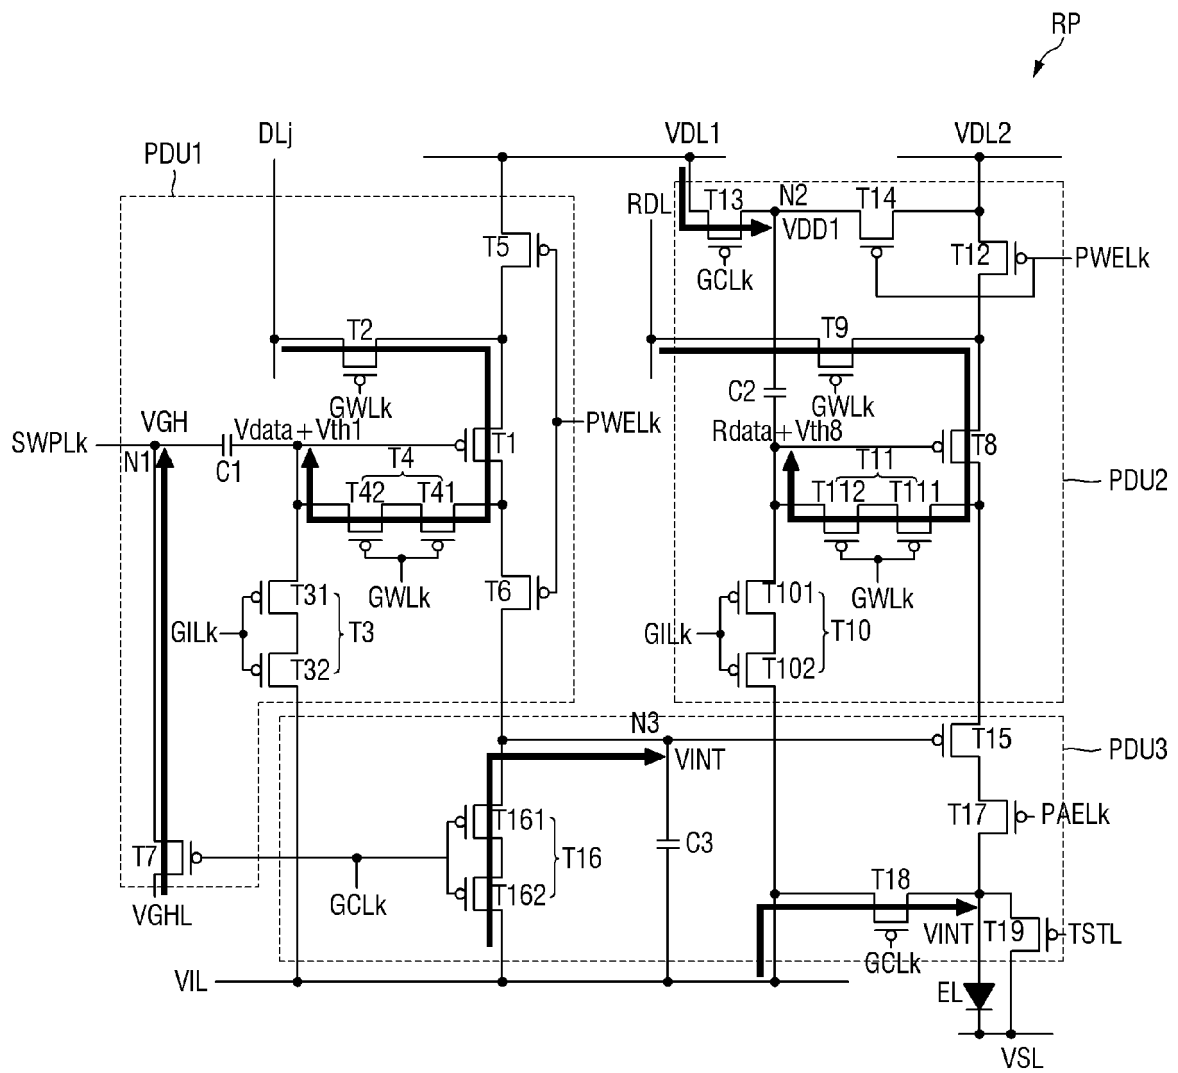 RP
DLj
VDL1
VDL2
PDU1
RDL
T13
N2
T14
VDD1
T5
GCLk
T12
PWELk
T2
T9
GWLk
C2
GWLk
VGH
Vdata+Vth1
PWELk
Rdata+Vth8
SWPLk
N1
C1
T1
T8
T4
T11
T42
T41
T112
T111
PDU2
GWLk
GWLk
T31
T6
T101
GILk
T3
GILk
T10
T32
T102
N3
T15
VINT
PDU3
T161
T17
PAELk
T7
C3
T16
T162
T18
GCLk
VGHL
VINT
T19
TSTL
GCLk
VIL
EL
VSL